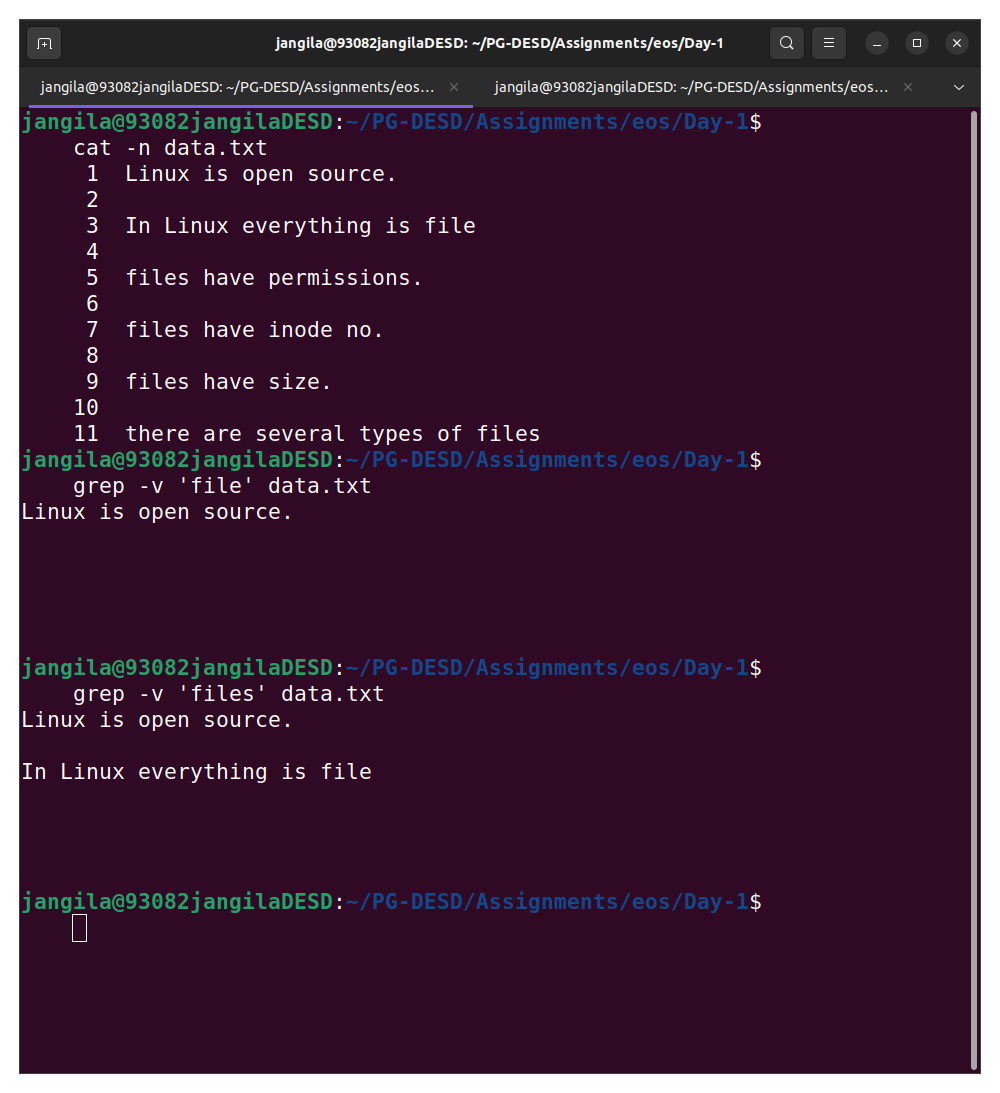 jangila@93082jangilaDESD: ~/PG-DESD/Assignments/eos/Day-1
jangila@93082jangilaDESD: ~/PG-DESD/Assignments/eos… jangila@93082jangilaDESD: ~/PG-DESD/Assignments/eos…
jangila@93082jangilaDESD:~/PG-DESD/Assignments/eos/Day-1$
cat -n data.txt
1 Linux is open source.
2
3 In Linux everything is file
4
5 files have permissions.
6
7 files have inode no.
8
9 files have size.
10
11 there are several types of files
jangila@93082jangilaDESD:~/PG-DESD/Assignments/eos/Day-1$
grep -v 'file' data.txt
Linux is open source.
jangila@93082jangilaDESD:~/PG-DESD/Assignments/eos/Day-1$
grep -v 'files' data.txt
Linux is open source.
In Linux everything is file
jangila@93082jangilaDESD:~/PG-DESD/Assignments/eos/Day-1$